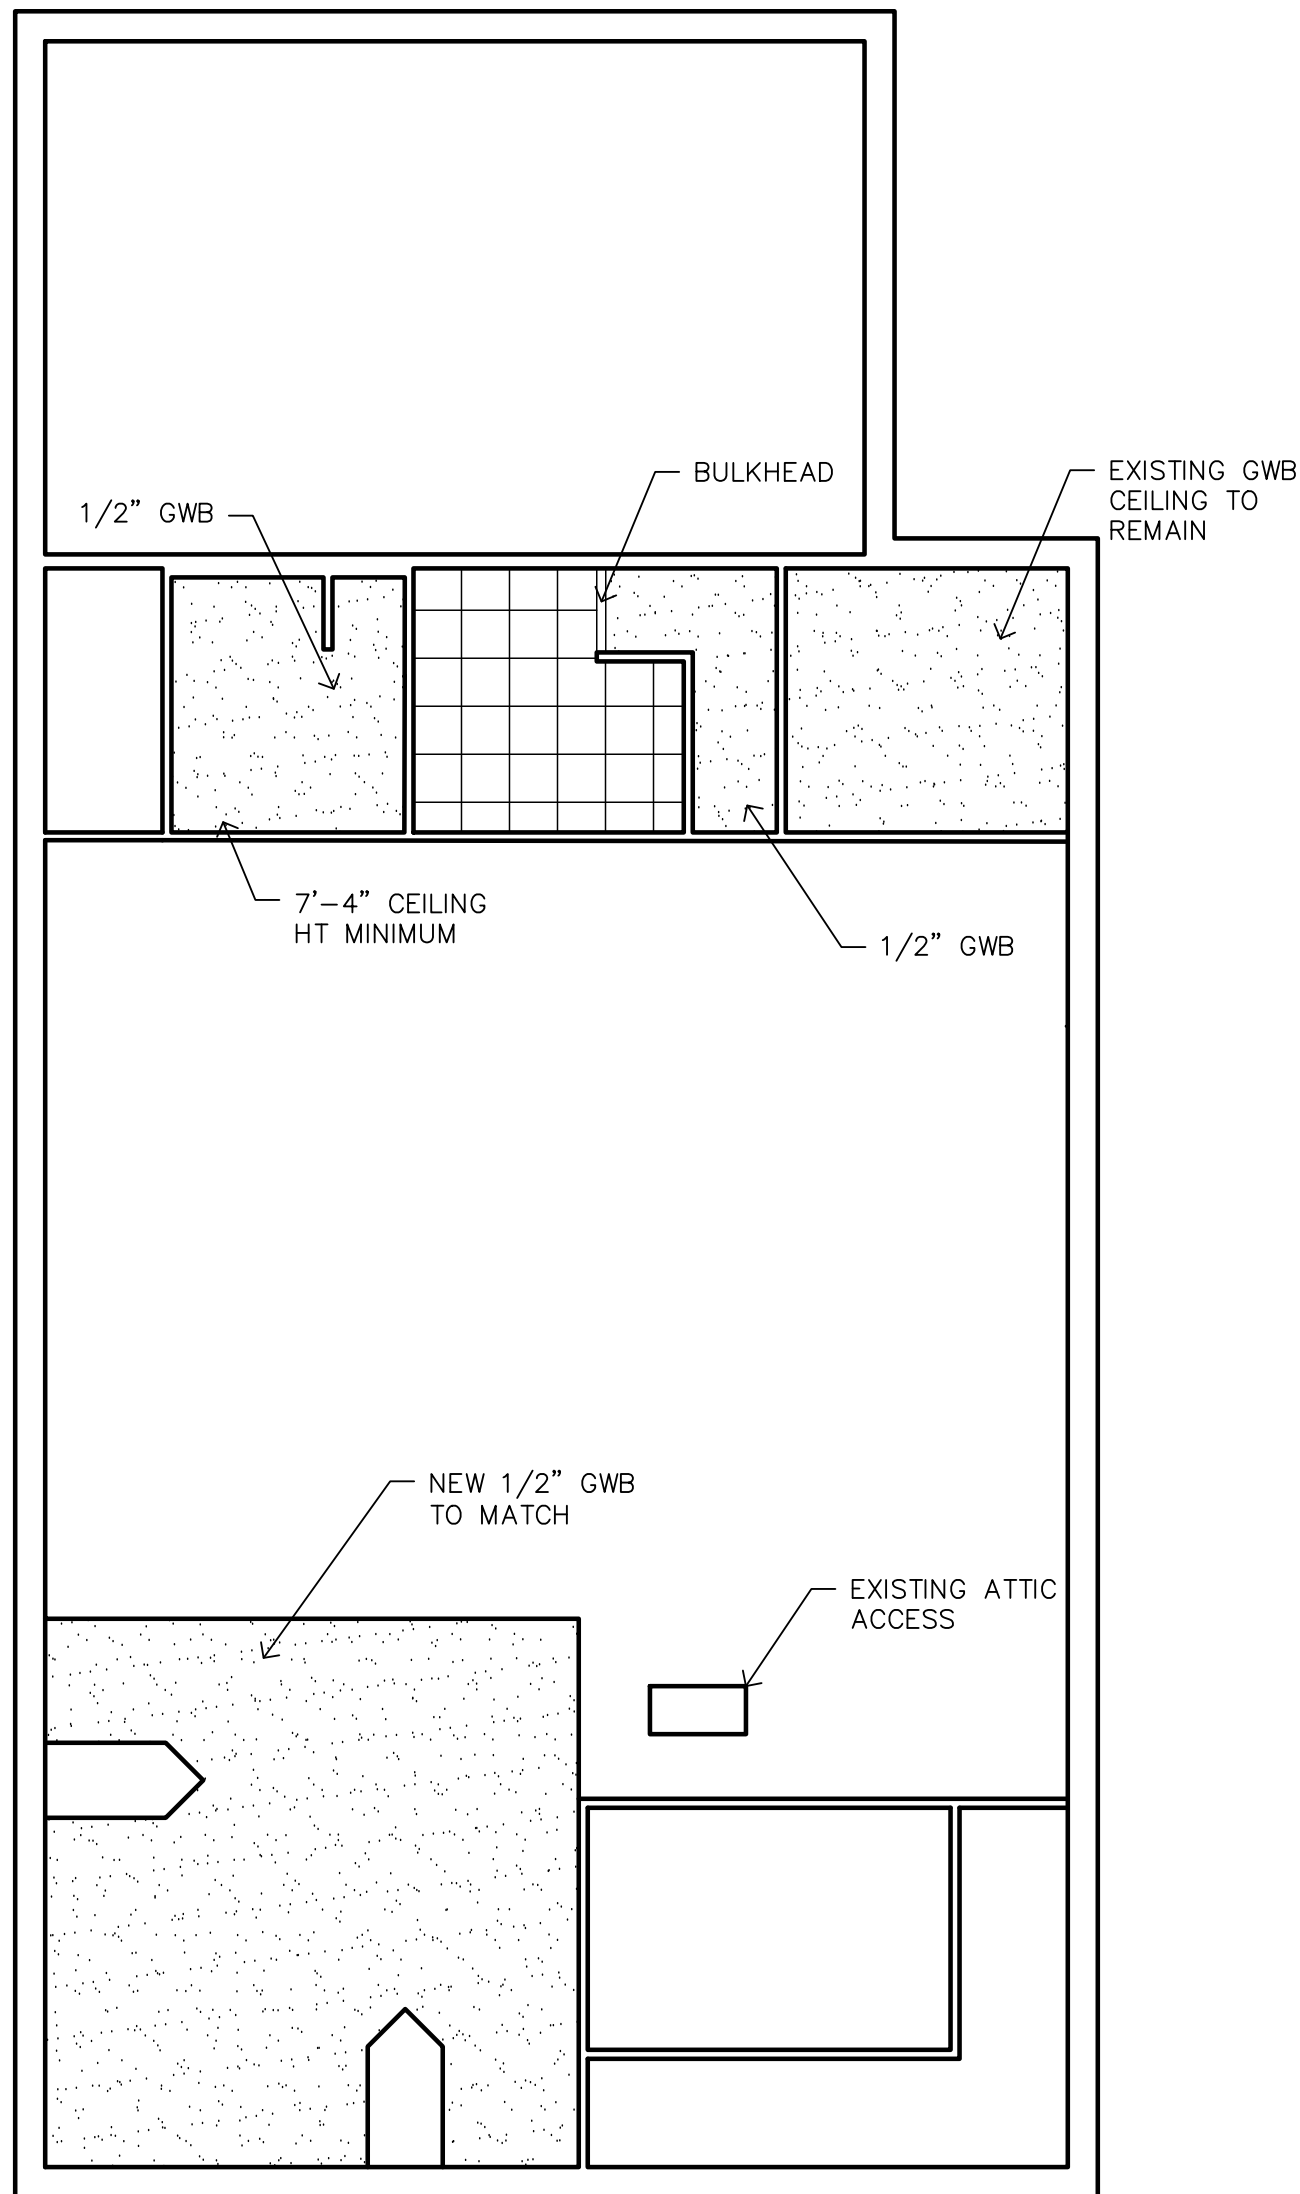 BULKHEAD
EXISTING GWB
CEILING TO
REMAIN
1/2” GWB
7’-4” CEILING
HT MINIMUM
1/2” GWB
NEW 1/2” GWB
TO MATCH
EXISTING ATTIC
ACCESS